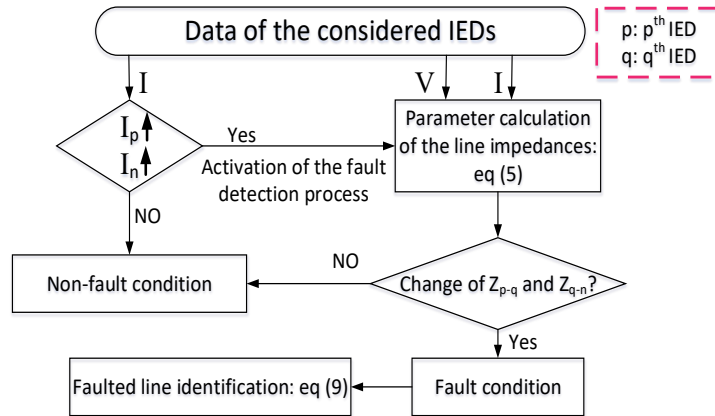 Data of the considered IEDs
p: pth IED
q: qth IED
I
V
I
Ip
In
Yes
Activation of the fault
detection process
Parameter calculation
of the line impedances:
eq (5)
NO
Non-fault condition
NO
Change of Zp-q and Zq-n?
Yes
Faulted line identification: eq (9)
Fault condition